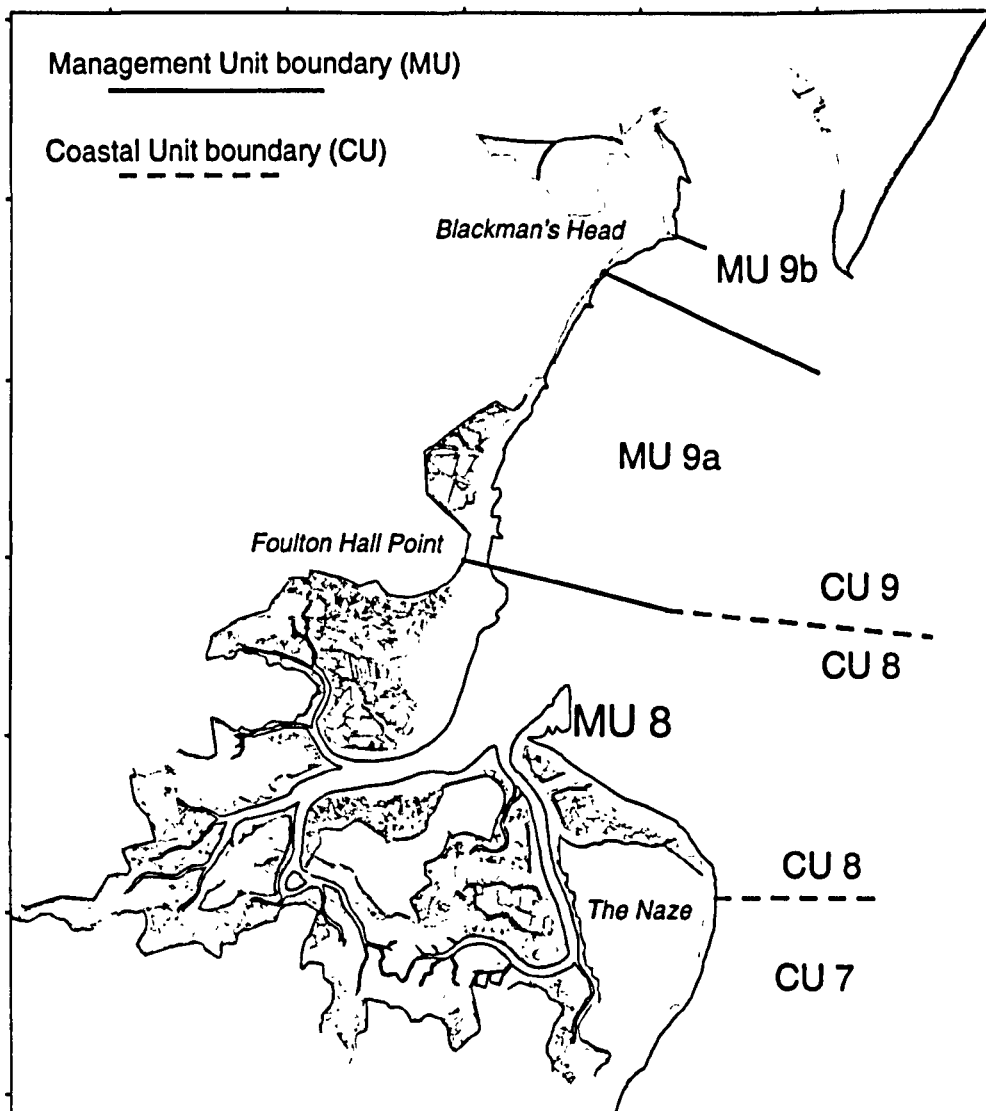 Management Unit boundary (MU)
Coastal Unit boundary (CU)
Blackman's Head
MU 9b
MU 9a
Foulton Hall Point
CU 9
CU 8
MU 8
CU 8
The Naze
CU 7